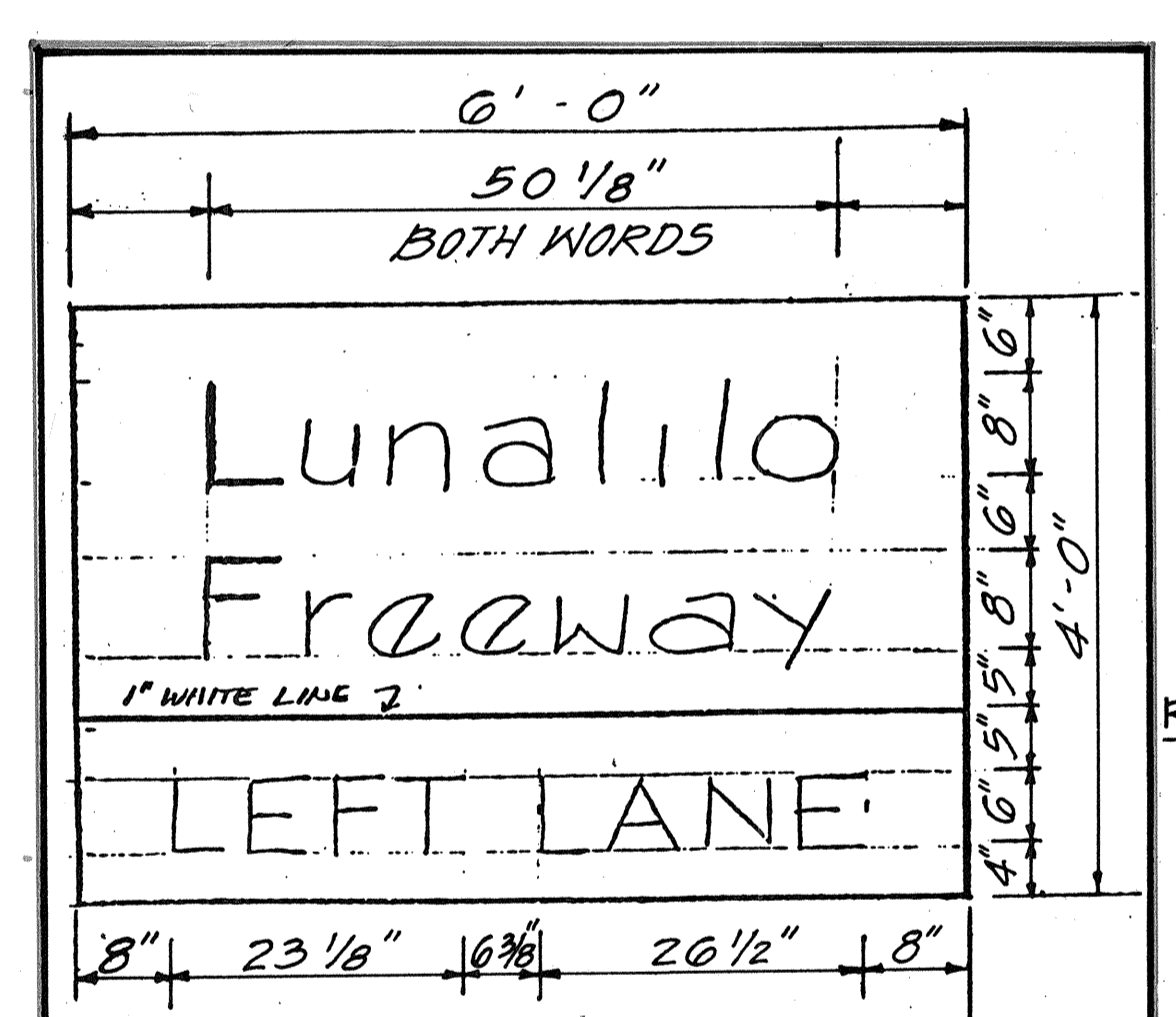 6' - 0"
50 1/8"
BOTH WORDS
Lunalilo
Freeway
1" WHITE LINE
LEFT LANE
6"
8"
6"
8"
5"
5"
6"
4"
4'-0"
8" 23 1/8" 6 3/8" 26 1/2" 8"